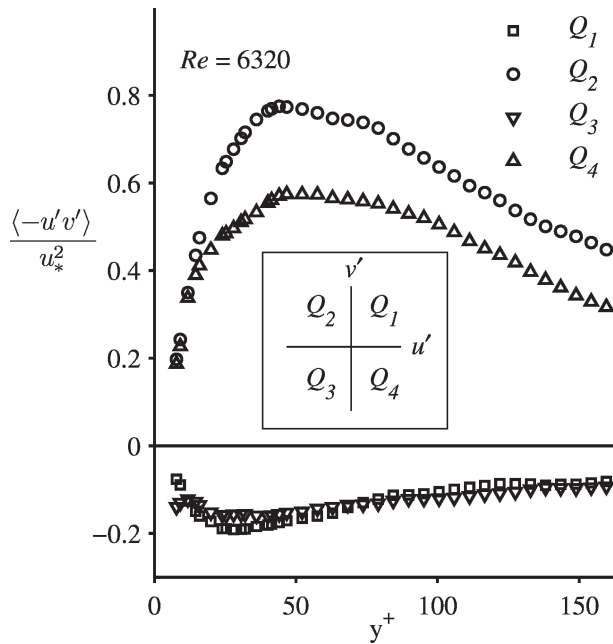 Re = 6320
Q₁
Q₂
Q₃
Q₄
⟨−u′v′⟩
u²*
0.8
0.6
0.4
0.2
0
−0.2
v′
Q₂ Q₁
u′
Q₃ Q₄
0 50 100 150
y⁺